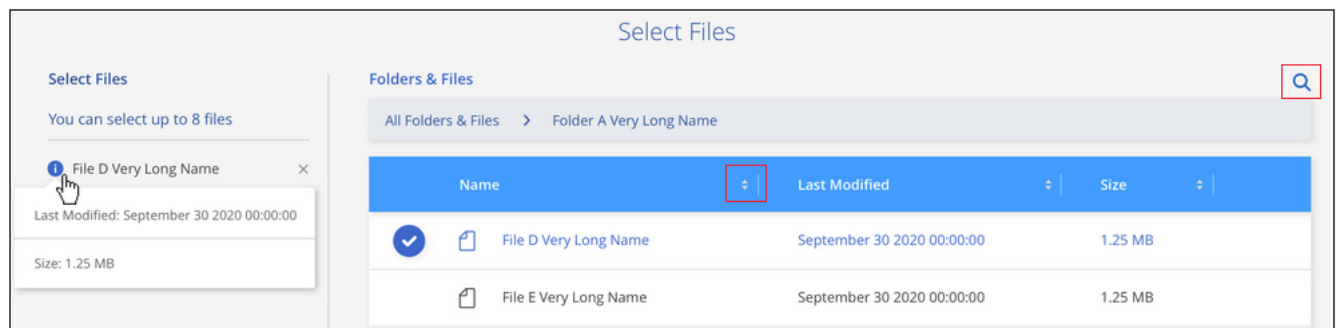 Select Files
Select Files
You can select up to 8 files
File D Very Long Name
Last Modified: September 30 2020 00:00:00
Size: 1.25 MB
Folders & Files
All Folders & Files > Folder A Very Long Name
Name Last Modified Size
File D Very Long Name September 30 2020 00:00:00 1.25 MB
File E Very Long Name September 30 2020 00:00:00 1.25 MB